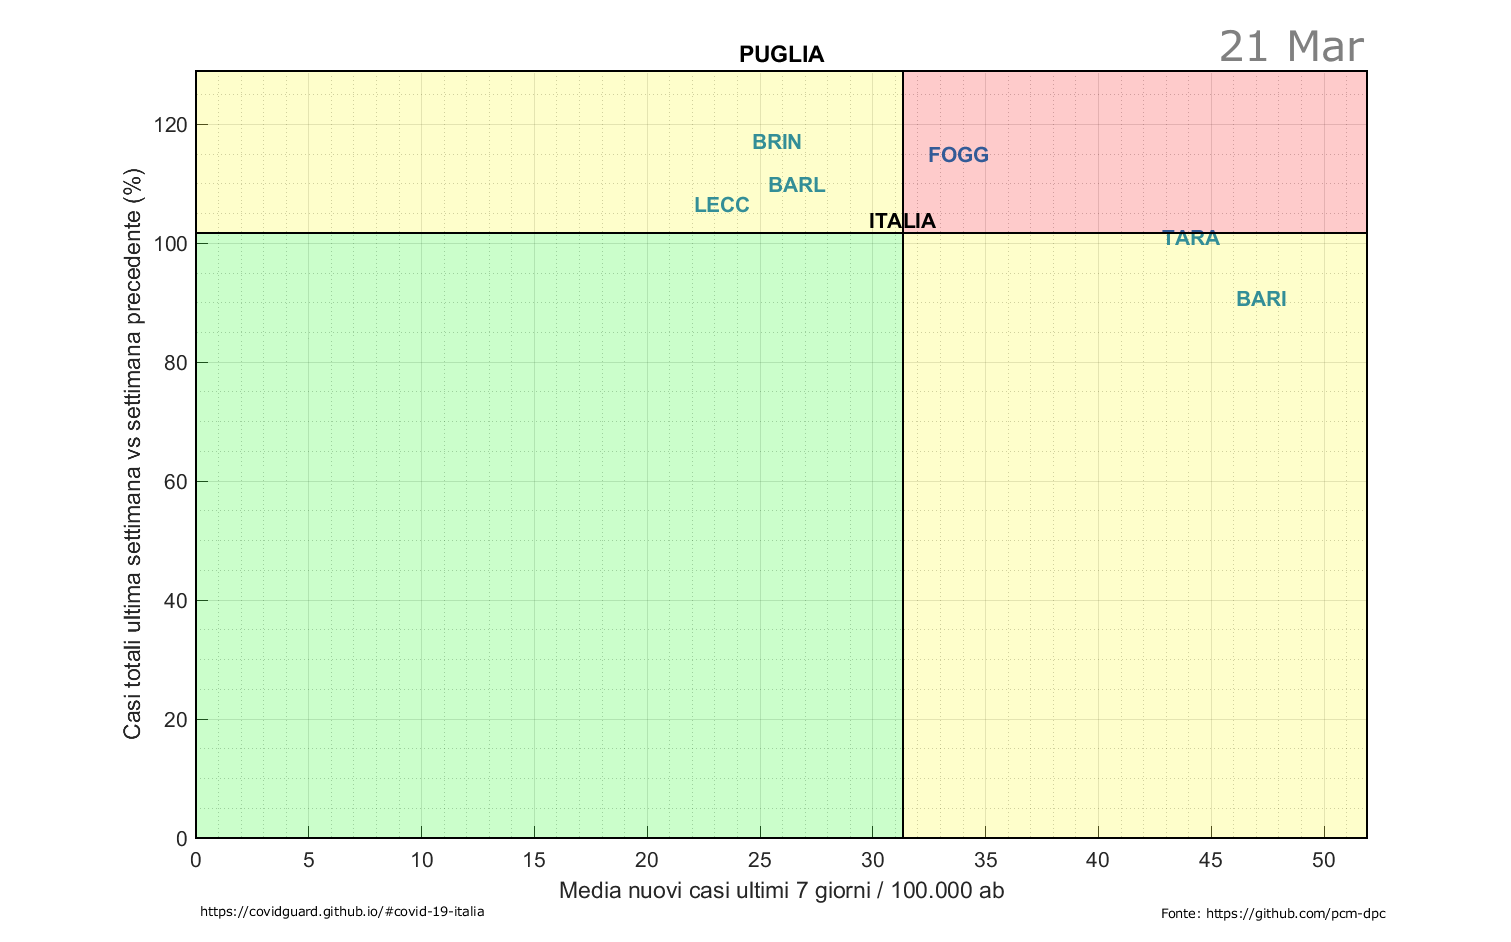 21 Mar
PUGLIA
Casi totali ultima settimana vs settimana precedente (%)
120
100
80
60
40
20
0
BRIN
FOGG
BARL
LECC
ITALIA
TARA
BARI
0 5 10 15 20 25 30 35 40 45 50
Media nuovi casi ultimi 7 giorni / 100.000 ab
https://covidguard.github.io/#covid-19-italia
Fonte: https://github.com/pcm-dpc